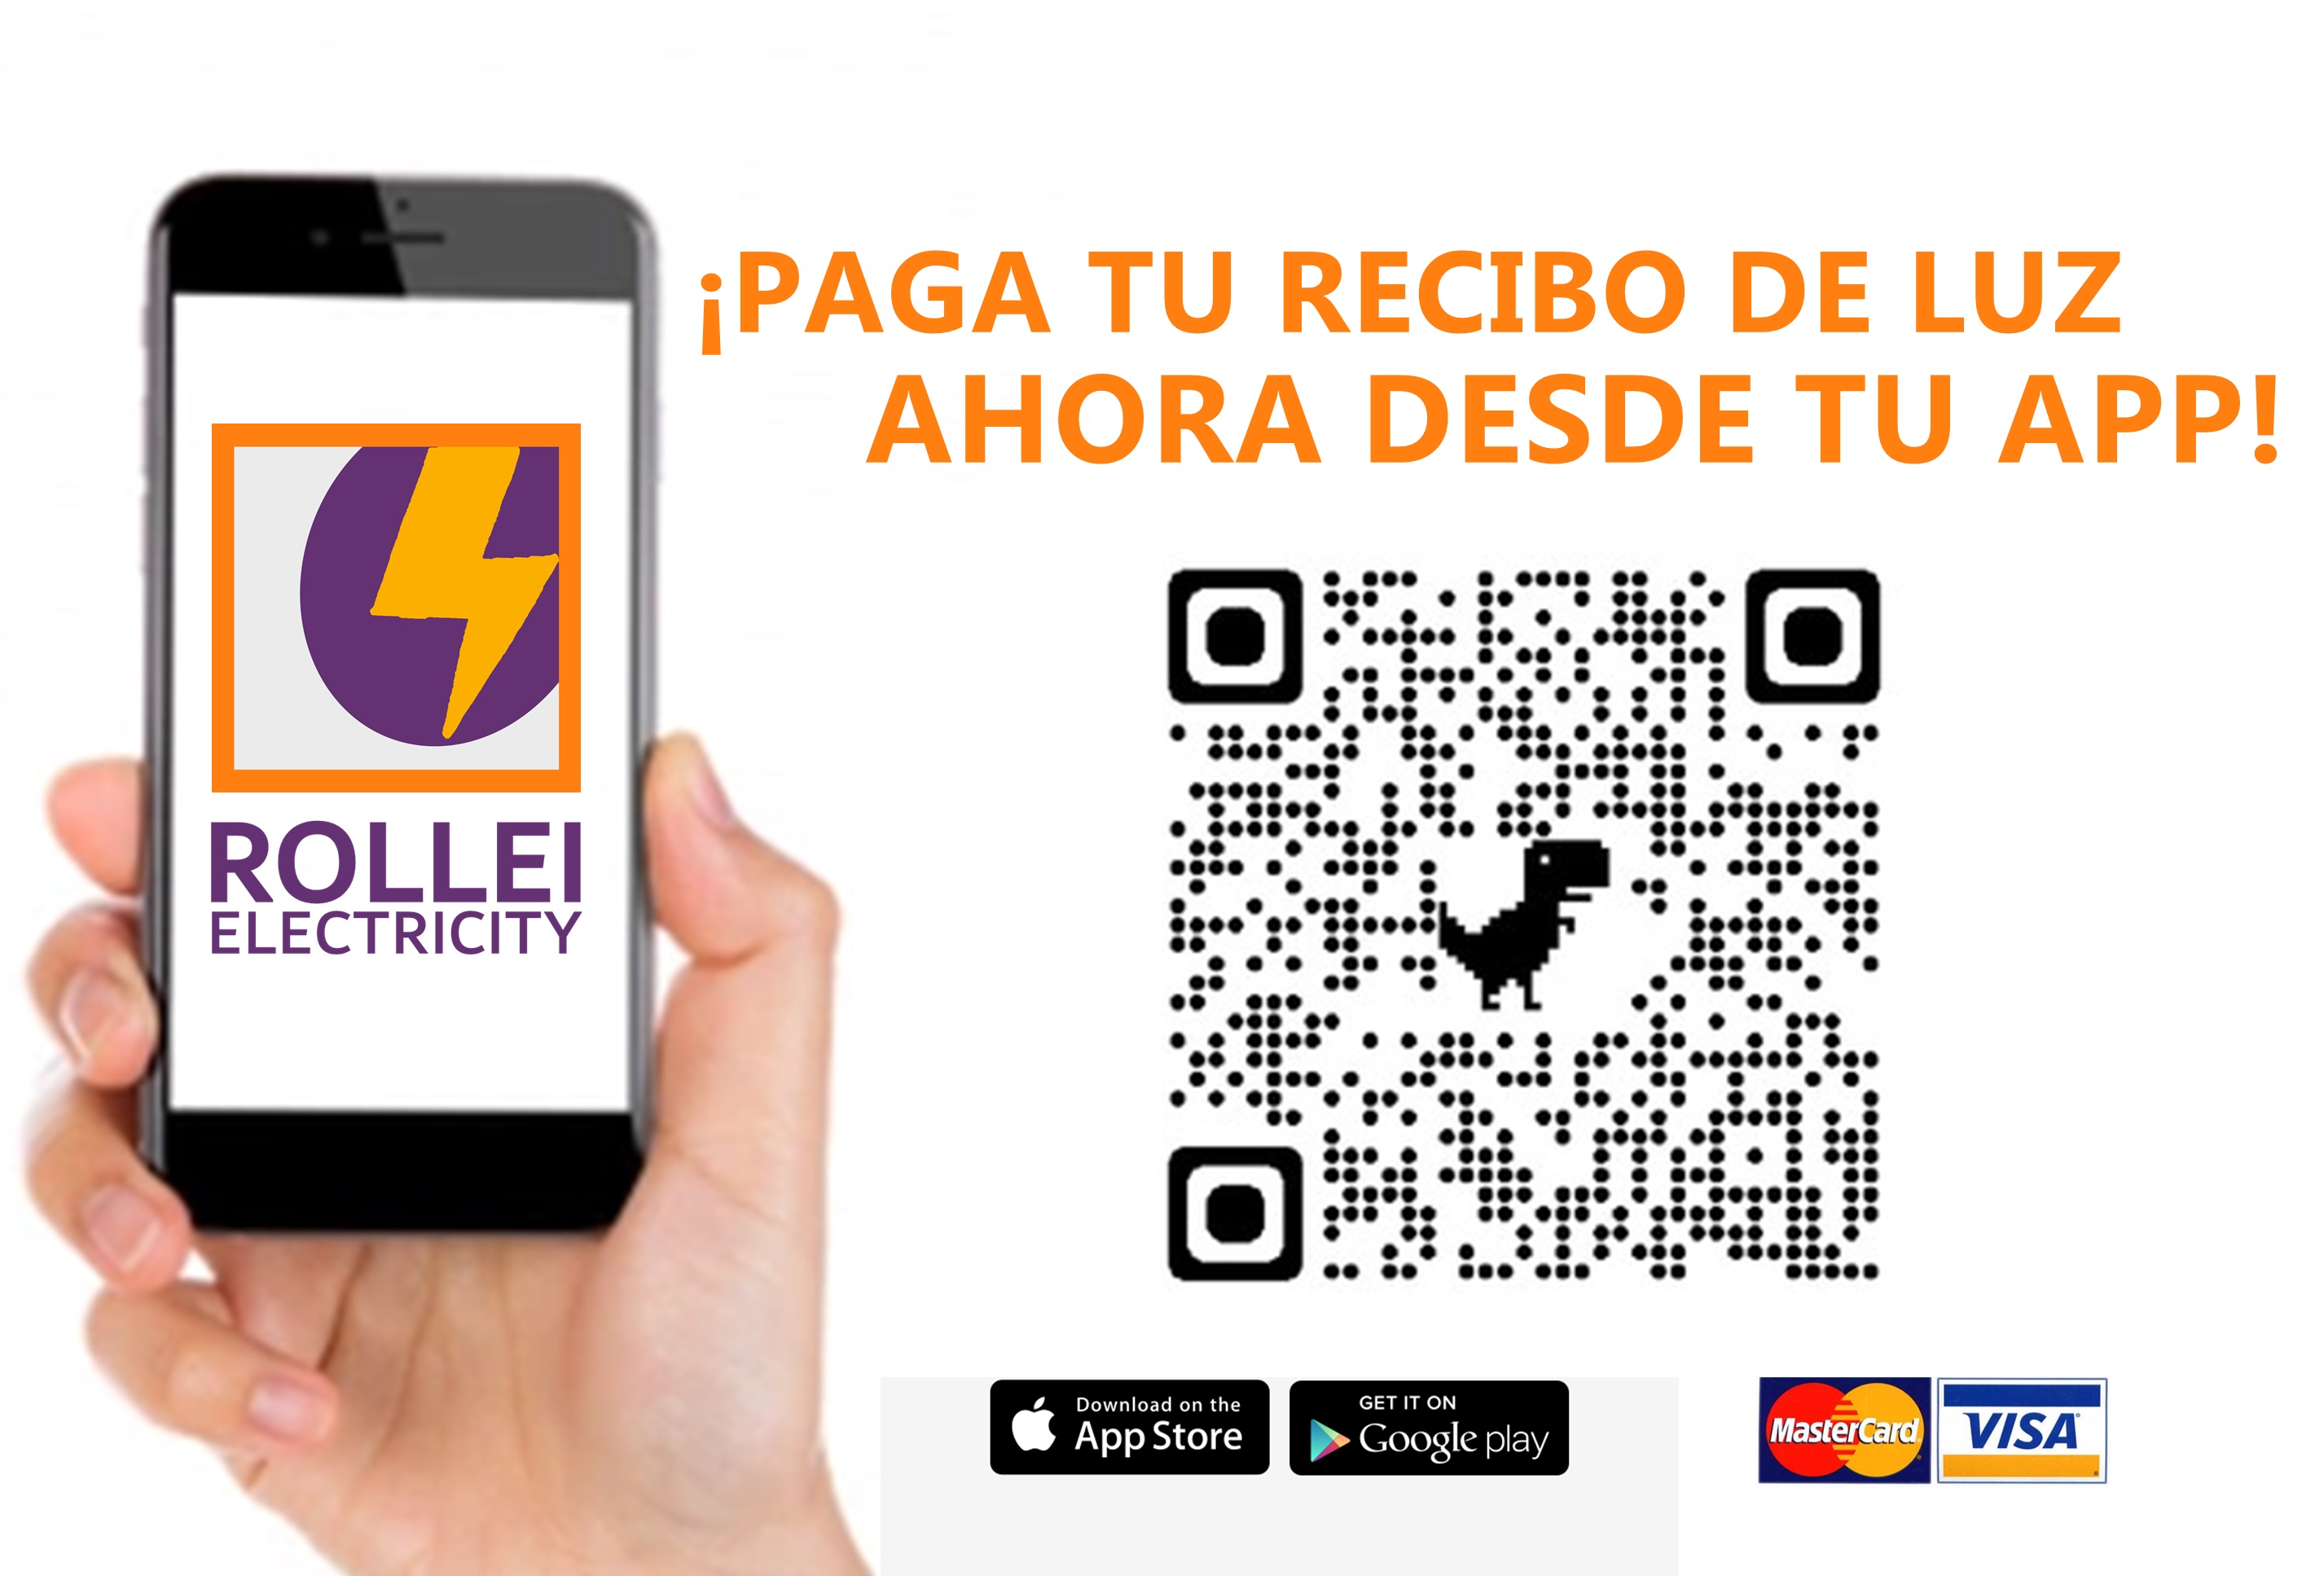 ¡PAGA TU RECIBO DE LUZ
AHORA DESDE TU APP!
ROLLEI
ELECTRICITY
Download on the
App Store
GET IT ON
Google play
MasterCard
VISA